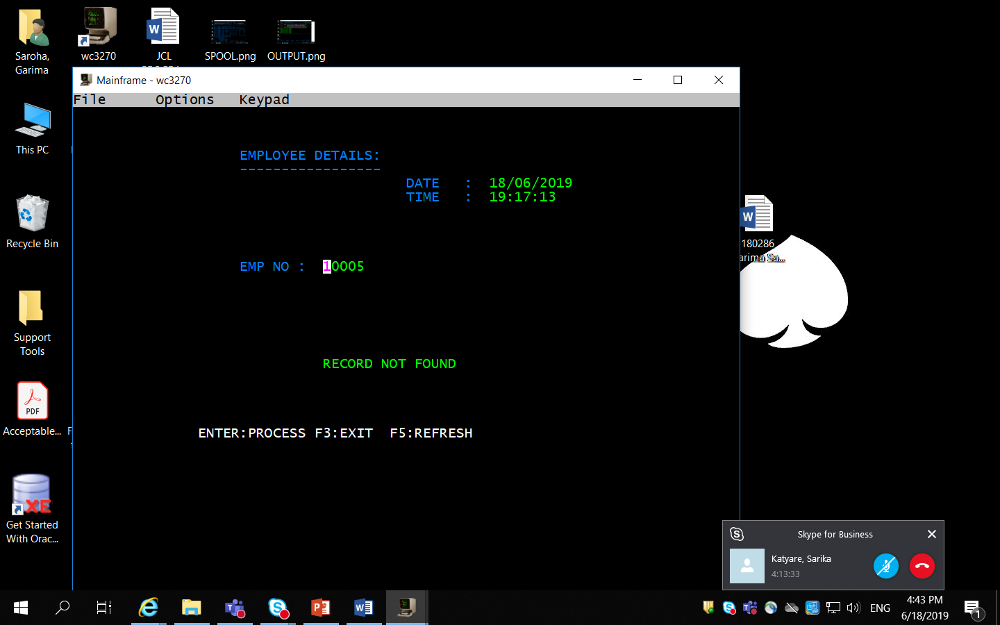 Saroha,
Garima
wc3270
JCL
SPOOL.png
OUTPUT.png
Mainframe - wc3270
File Options Keypad
This PC
EMPLOYEE DETAILS:
-----------------
DATE : 18/06/2019
TIME : 19:17:13
Recycle Bin
180286
EMP NO : 10005
Support
Tools
RECORD NOT FOUND
Acceptable...
ENTER:PROCESS F3:EXIT F5:REFRESH
PDF
XE
Get Started
With Orac...
Skype for Business
Katyare, Sarika
4:13:33
ENG
4:43 PM
6/18/2019
1